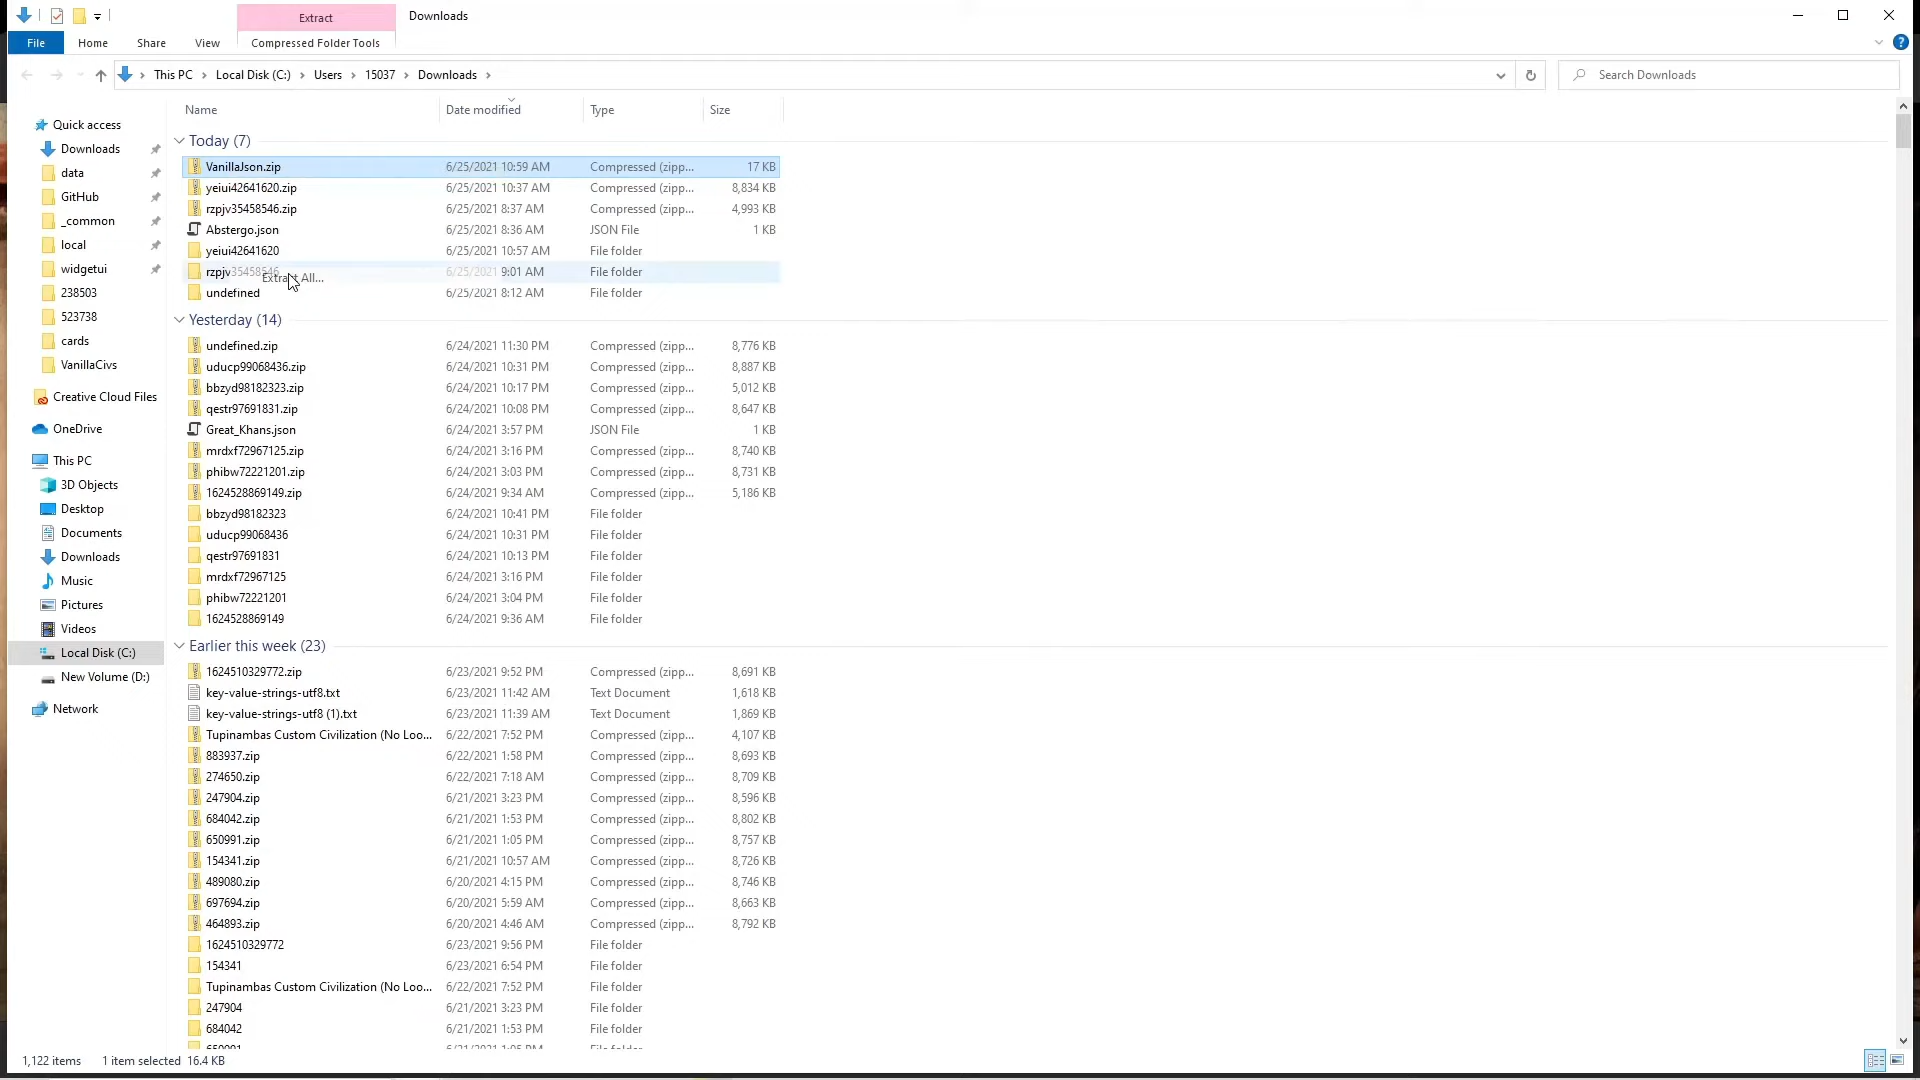 Extract
Downloads
File Home Share View Compressed Folder Tools
This PC Local Disk (C:) Users 15037 Downloads
Search Downloads
Quick access
Downloads
data
GitHub
_common
local
widgetui
238503
523738
cards
VanillaCivs
Creative Cloud Files
OneDrive
This PC
3D Objects
Desktop
Documents
Downloads
Music
Pictures
Videos
Local Disk (C:)
New Volume (D:)
Network
Name Date modified Type Size
Today (7)
VanillaJson.zip 6/25/2021 10:59 AM Compressed (zipp... 17 KB
yeiui42641620.zip 6/25/2021 10:37 AM Compressed (zipp... 8,834 KB
rzpjv35458546.zip 6/25/2021 8:37 AM Compressed (zipp... 4,993 KB
Abstergo.json 6/25/2021 8:36 AM JSON File 1 KB
yeiui42641620 6/25/2021 10:57 AM File folder
rzpjv35458546 6/25/2021 9:01 AM File folder
Extract All...
undefined 6/25/2021 8:12 AM File folder
Yesterday (14)
undefined.zip 6/24/2021 11:30 PM Compressed (zipp... 8,776 KB
uducp99068436.zip 6/24/2021 10:31 PM Compressed (zipp... 8,887 KB
bbzyd98182323.zip 6/24/2021 10:17 PM Compressed (zipp... 5,012 KB
qestr97691831.zip 6/24/2021 10:08 PM Compressed (zipp... 8,647 KB
Great_Khans.json 6/24/2021 3:57 PM JSON File 1 KB
mrdxf72967125.zip 6/24/2021 3:16 PM Compressed (zipp... 8,740 KB
phibw72221201.zip 6/24/2021 3:03 PM Compressed (zipp... 8,731 KB
1624528869149.zip 6/24/2021 9:34 AM Compressed (zipp... 5,186 KB
bbzyd98182323 6/24/2021 10:41 PM File folder
uducp99068436 6/24/2021 10:31 PM File folder
qestr97691831 6/24/2021 10:13 PM File folder
mrdxf72967125 6/24/2021 3:16 PM File folder
phibw72221201 6/24/2021 3:04 PM File folder
1624528869149 6/24/2021 9:36 AM File folder
Earlier this week (23)
1624510329772.zip 6/23/2021 9:52 PM Compressed (zipp... 8,691 KB
key-value-strings-utf8.txt 6/23/2021 11:42 AM Text Document 1,618 KB
key-value-strings-utf8 (1).txt 6/23/2021 11:39 AM Text Document 1,869 KB
Tupinambas Custom Civilization (No Loo... 6/22/2021 7:52 PM Compressed (zipp... 4,107 KB
883937.zip 6/22/2021 1:58 PM Compressed (zipp... 8,693 KB
274650.zip 6/22/2021 7:18 AM Compressed (zipp... 8,709 KB
247904.zip 6/21/2021 3:23 PM Compressed (zipp... 8,596 KB
684042.zip 6/21/2021 1:53 PM Compressed (zipp... 8,802 KB
650991.zip 6/21/2021 1:05 PM Compressed (zipp... 8,757 KB
154341.zip 6/21/2021 10:57 AM Compressed (zipp... 8,726 KB
489080.zip 6/20/2021 4:15 PM Compressed (zipp... 8,746 KB
697694.zip 6/20/2021 5:59 AM Compressed (zipp... 8,663 KB
464893.zip 6/20/2021 4:46 AM Compressed (zipp... 8,792 KB
1624510329772 6/23/2021 9:56 PM File folder
154341 6/23/2021 6:54 PM File folder
Tupinambas Custom Civilization (No Loo... 6/22/2021 7:52 PM File folder
247904 6/21/2021 3:23 PM File folder
684042 6/21/2021 1:53 PM File folder
1,122 items 1 item selected 16.4 KB